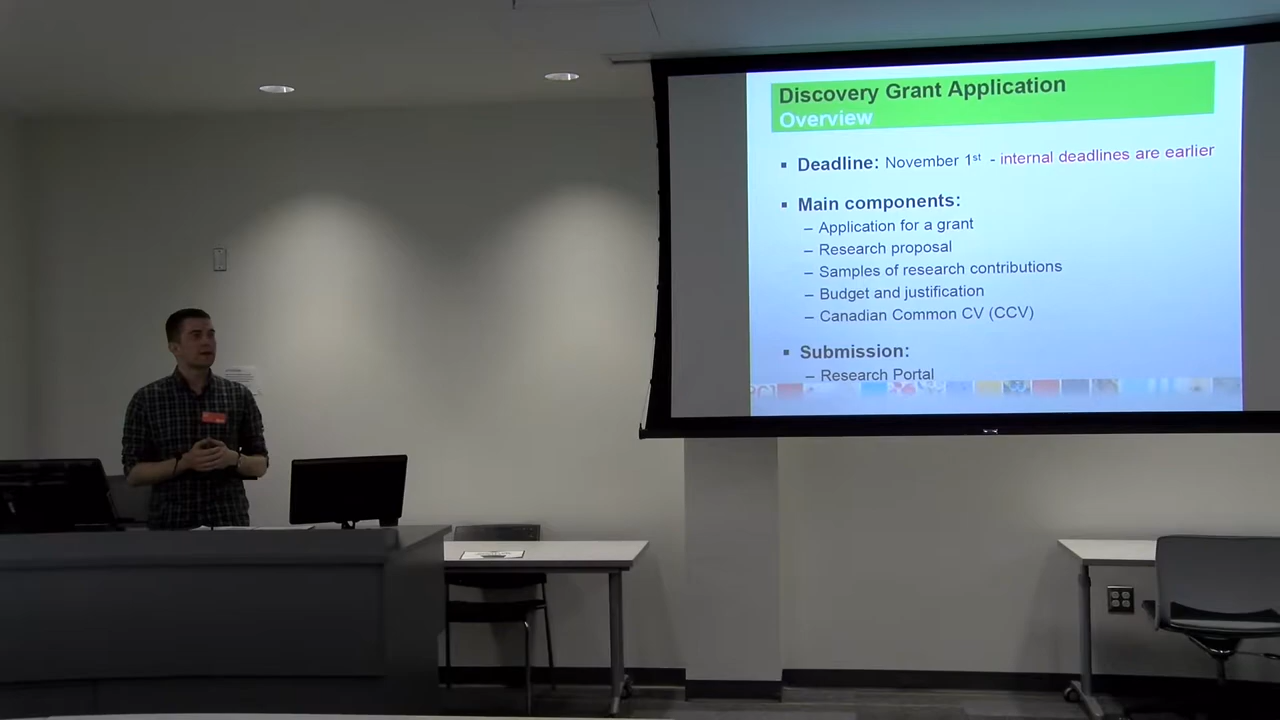 Discovery Grant Application
Overview
▪ Deadline: November 1st - internal deadlines are earlier
▪ Main components:
– Application for a grant
– Research proposal
– Samples of research contributions
– Budget and justification
– Canadian Common CV (CCV)
▪ Submission:
– Research Portal